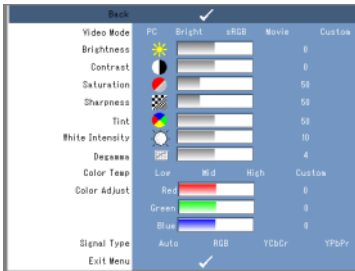 Back
Video Mode PC Bright sRGB Movie Custom
Brightness 0
Contrast 0
Saturation 50
Sharpness 50
Tint 50
White Intensity 10
Degamma 4
Color Temp Low Mid High Custom
Color Adjust Red 0
Green 0
Blue 0
Signal Type Auto RGB YCbCr YPbPr
Exit Menu